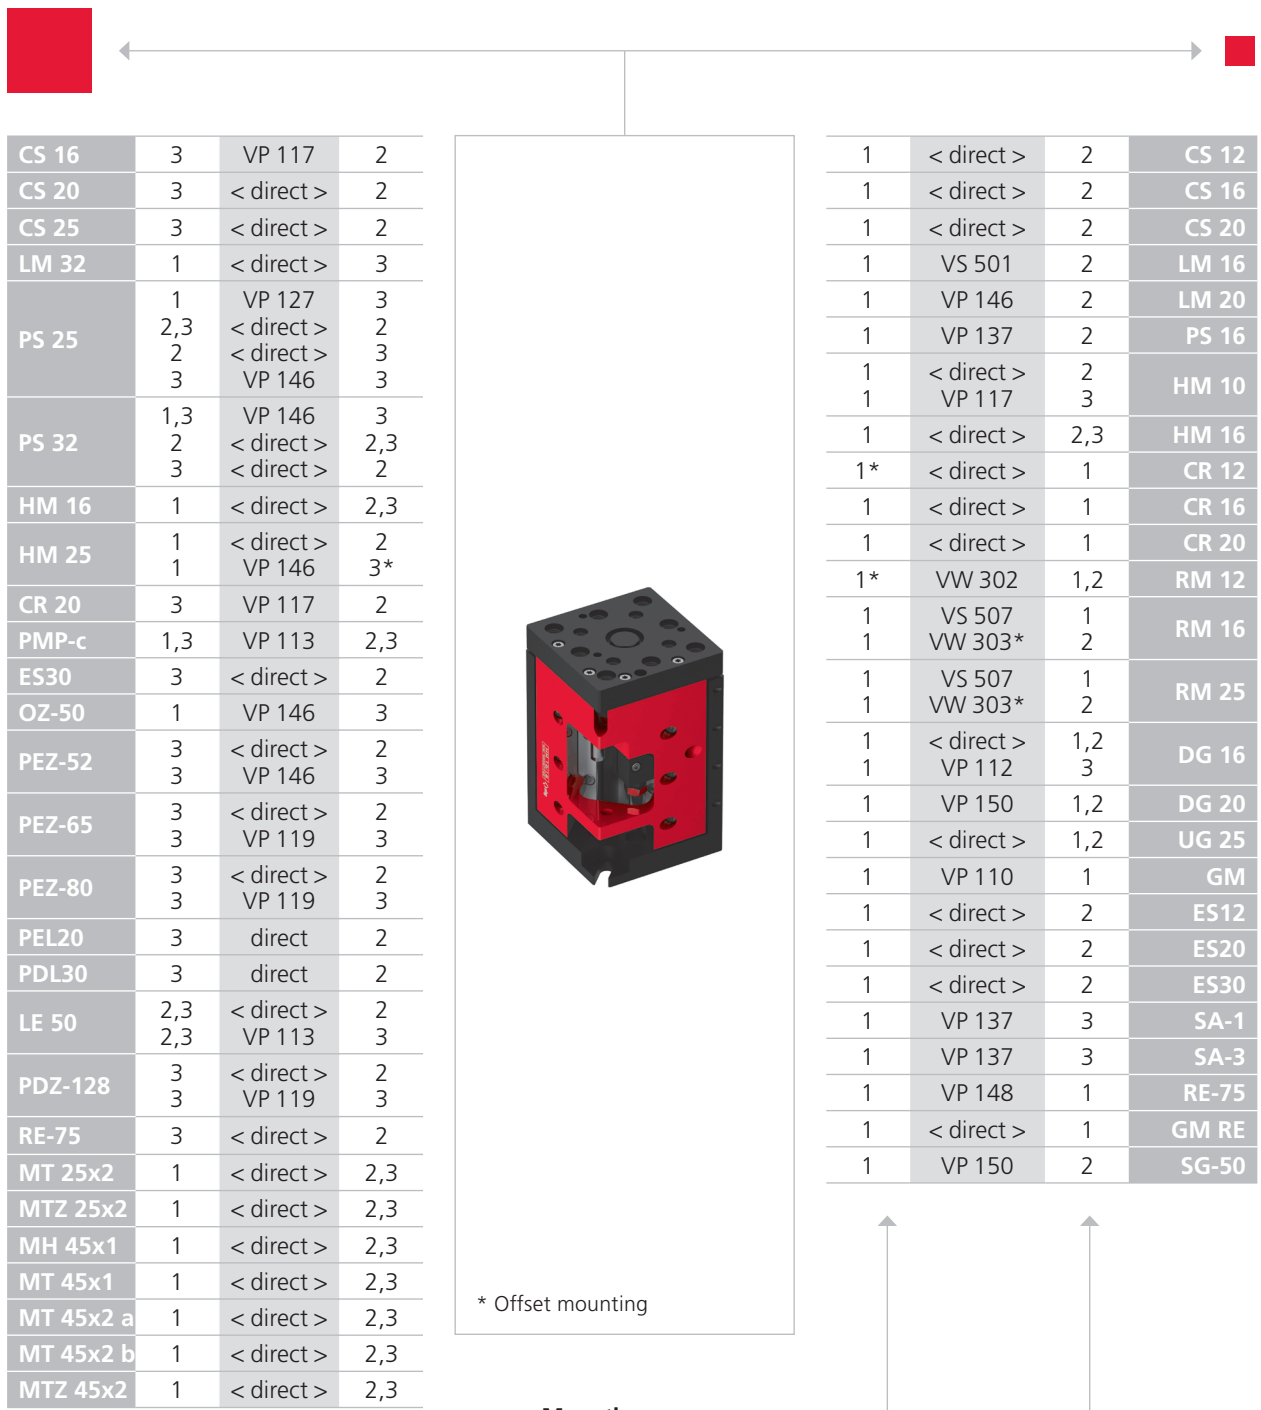 CS 16 3 VP 117 2
CS 20 3 < direct > 2
CS 25 3 < direct > 2
LM 32 1 < direct > 3
PS 25
1 VP 127 3
2,3 < direct > 2
2 < direct > 3
3 VP 146 3
PS 32
1,3 VP 146 3
2 < direct > 2,3
3 < direct > 2
HM 16 1 < direct > 2,3
HM 25
1 < direct > 2
1 VP 146 3*
CR 20 3 VP 117 2
PMP-c 1,3 VP 113 2,3
ES30 3 < direct > 2
OZ-50 1 VP 146 3
PEZ-52
3 < direct > 2
3 VP 146 3
PEZ-65
3 < direct > 2
3 VP 119 3
PEZ-80
3 < direct > 2
3 VP 119 3
PEL20 3 direct 2
PDL30 3 direct 2
LE 50
2,3 < direct > 2
2,3 VP 113 3
PDZ-128
3 < direct > 2
3 VP 119 3
RE-75 3 < direct > 2
MT 25x2 1 < direct > 2,3
MTZ 25x2 1 < direct > 2,3
MH 45x1 1 < direct > 2,3
MT 45x1 1 < direct > 2,3
MT 45x2 a 1 < direct > 2,3
MT 45x2 b 1 < direct > 2,3
MTZ 45x2 1 < direct > 2,3
* Offset mounting
1 < direct > 2 CS 12
1 < direct > 2 CS 16
1 < direct > 2 CS 20
1 VS 501 2 LM 16
1 VP 146 2 LM 20
1 VP 137 2 PS 16
1 < direct > 2
1 VP 117 3
HM 10
1 < direct > 2,3 HM 16
1* < direct > 1 CR 12
1 < direct > 1 CR 16
1 < direct > 1 CR 20
1* VW 302 1,2 RM 12
1 VS 507 1
1 VW 303* 2
RM 16
1 VS 507 1
1 VW 303* 2
RM 25
1 < direct > 1,2
1 VP 112 3
DG 16
1 VP 150 1,2 DG 20
1 < direct > 1,2 UG 25
1 VP 110 1 GM
1 < direct > 2 ES12
1 < direct > 2 ES20
1 < direct > 2 ES30
1 VP 137 3 SA-1
1 VP 137 3 SA-3
1 VP 148 1 RE-75
1 < direct > 1 GM RE
1 VP 150 2 SG-50